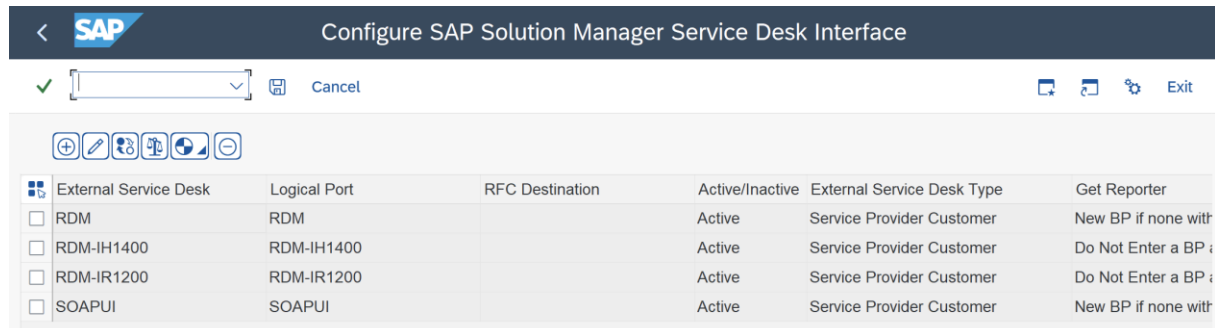 SAP Configure SAP Solution Manager Service Desk Interface
Cancel Exit
External Service Desk Logical Port RFC Destination Active/Inactive External Service Desk Type Get Reporter
RDM RDM Active Service Provider Customer New BP if none with
RDM-IH1400 RDM-IH1400 Active Service Provider Customer Do Not Enter a BP
RDM-IR1200 RDM-IR1200 Active Service Provider Customer Do Not Enter a BP
SOAPUI SOAPUI Active Service Provider Customer New BP if none with